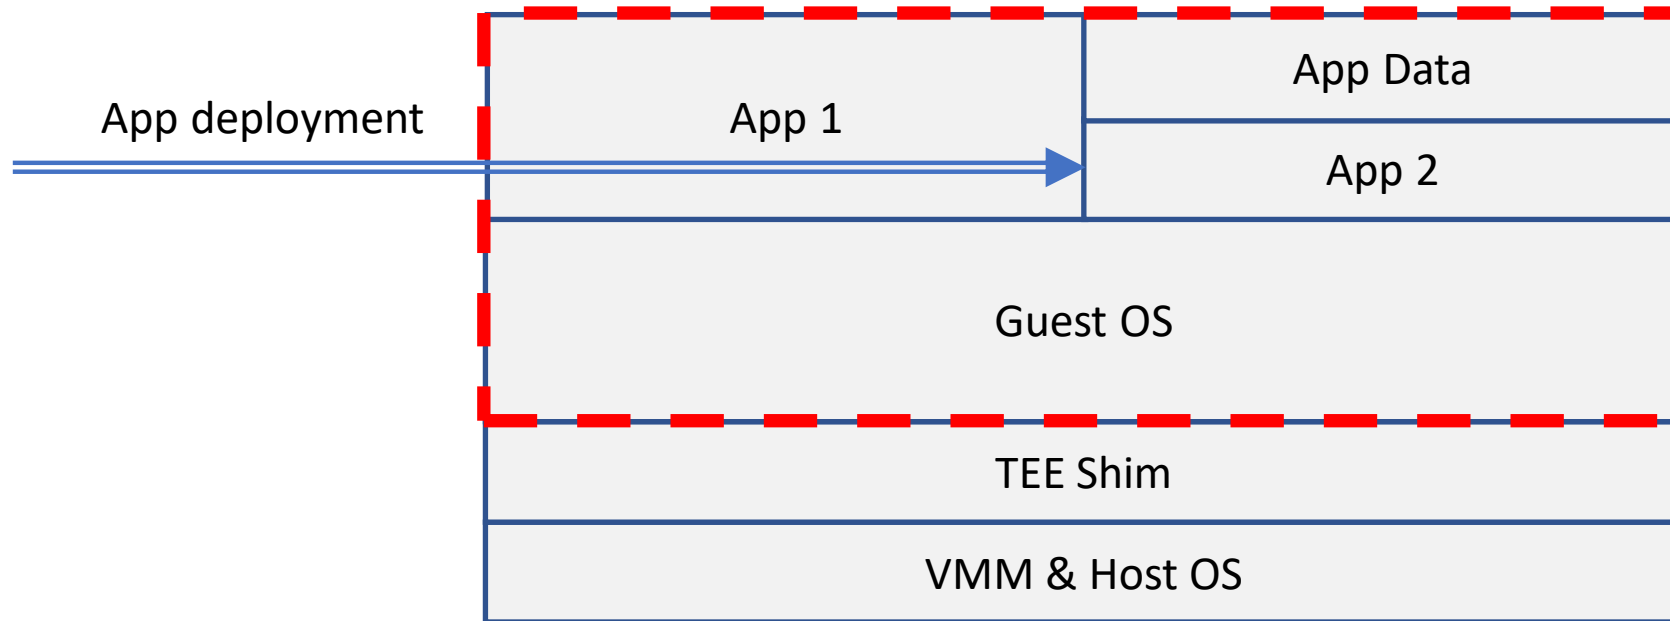 App Data
App deployment
App 1
App 2
Guest OS
TEE Shim
VMM & Host OS